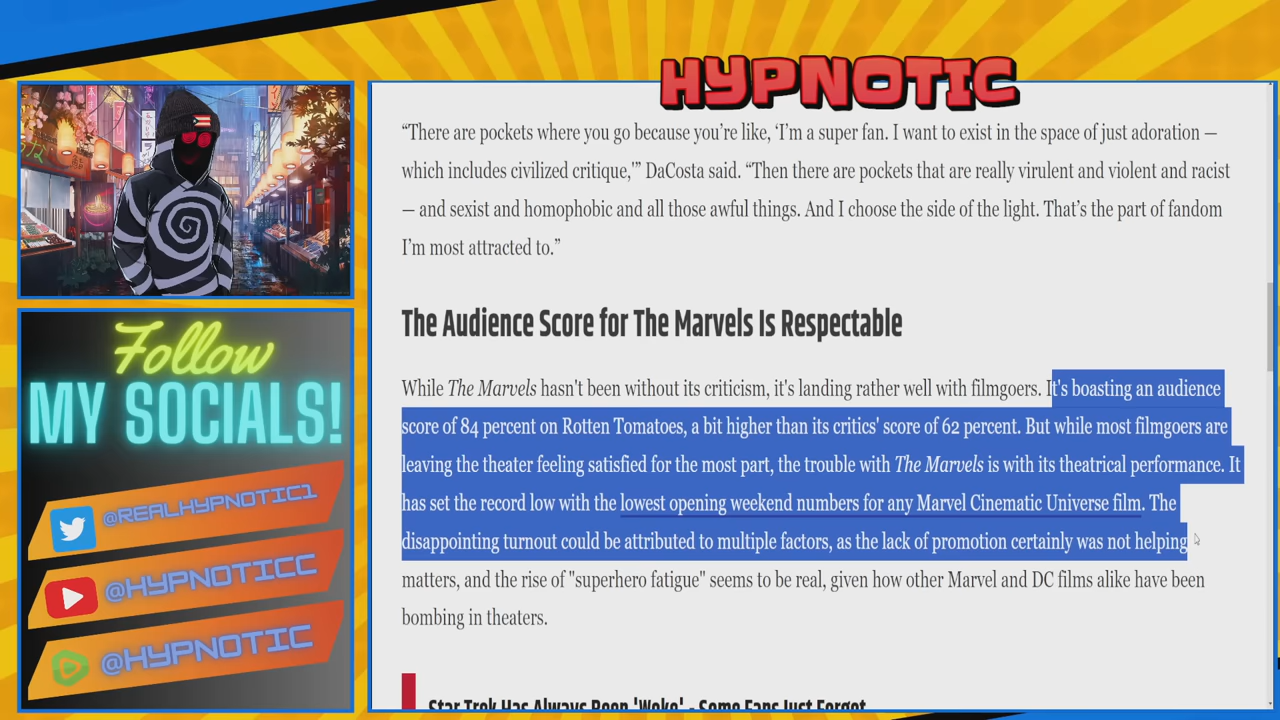 HYPNOTIC
“There are pockets where you go because you’re like, ‘I’m a super fan. I want to exist in the space of just adoration —
which includes civilized critique,'” DaCosta said. “Then there are pockets that are really virulent and violent and racist
— and sexist and homophobic and all those awful things. And I choose the side of the light. That’s the part of fandom
I’m most attracted to.”
The Audience Score for The Marvels Is Respectable
While The Marvels hasn't been without its criticism, it's landing rather well with filmgoers. It's boasting an audience
score of 84 percent on Rotten Tomatoes, a bit higher than its critics' score of 62 percent. But while most filmgoers are
leaving the theater feeling satisfied for the most part, the trouble with The Marvels is with its theatrical performance. It
has set the record low with the lowest opening weekend numbers for any Marvel Cinematic Universe film. The
disappointing turnout could be attributed to multiple factors, as the lack of promotion certainly was not helping
matters, and the rise of "superhero fatigue" seems to be real, given how other Marvel and DC films alike have been
bombing in theaters.
Star Trek Has Always Been 'Woke' - Some Fans Just Forget
Follow
MY SOCIALS!
@REALHYPNOTIC1
@HYPNOTICC
@HYPNOTIC